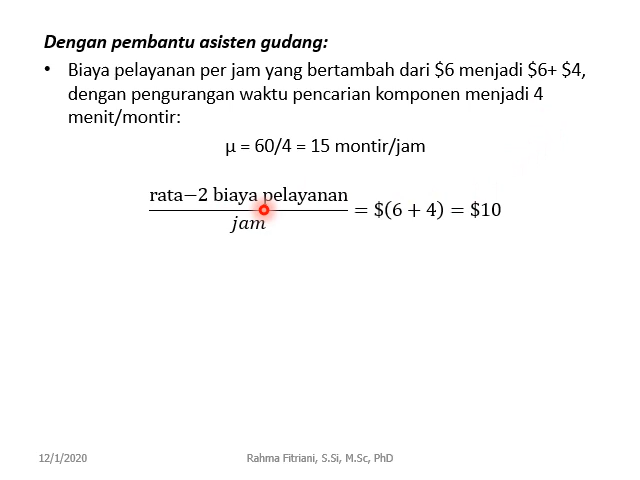 Dengan pembantu asisten gudang:
• Biaya pelayanan per jam yang bertambah dari $6 menjadi $6+ $4,
dengan pengurangan waktu pencarian komponen menjadi 4
menit/montir:
µ = 60/4 = 15 montir/jam
rata−2 biaya pelayanan
jam
= $(6 + 4) = $10
12/1/2020
Rahma Fitriani, S.Si, M.Sc, PhD